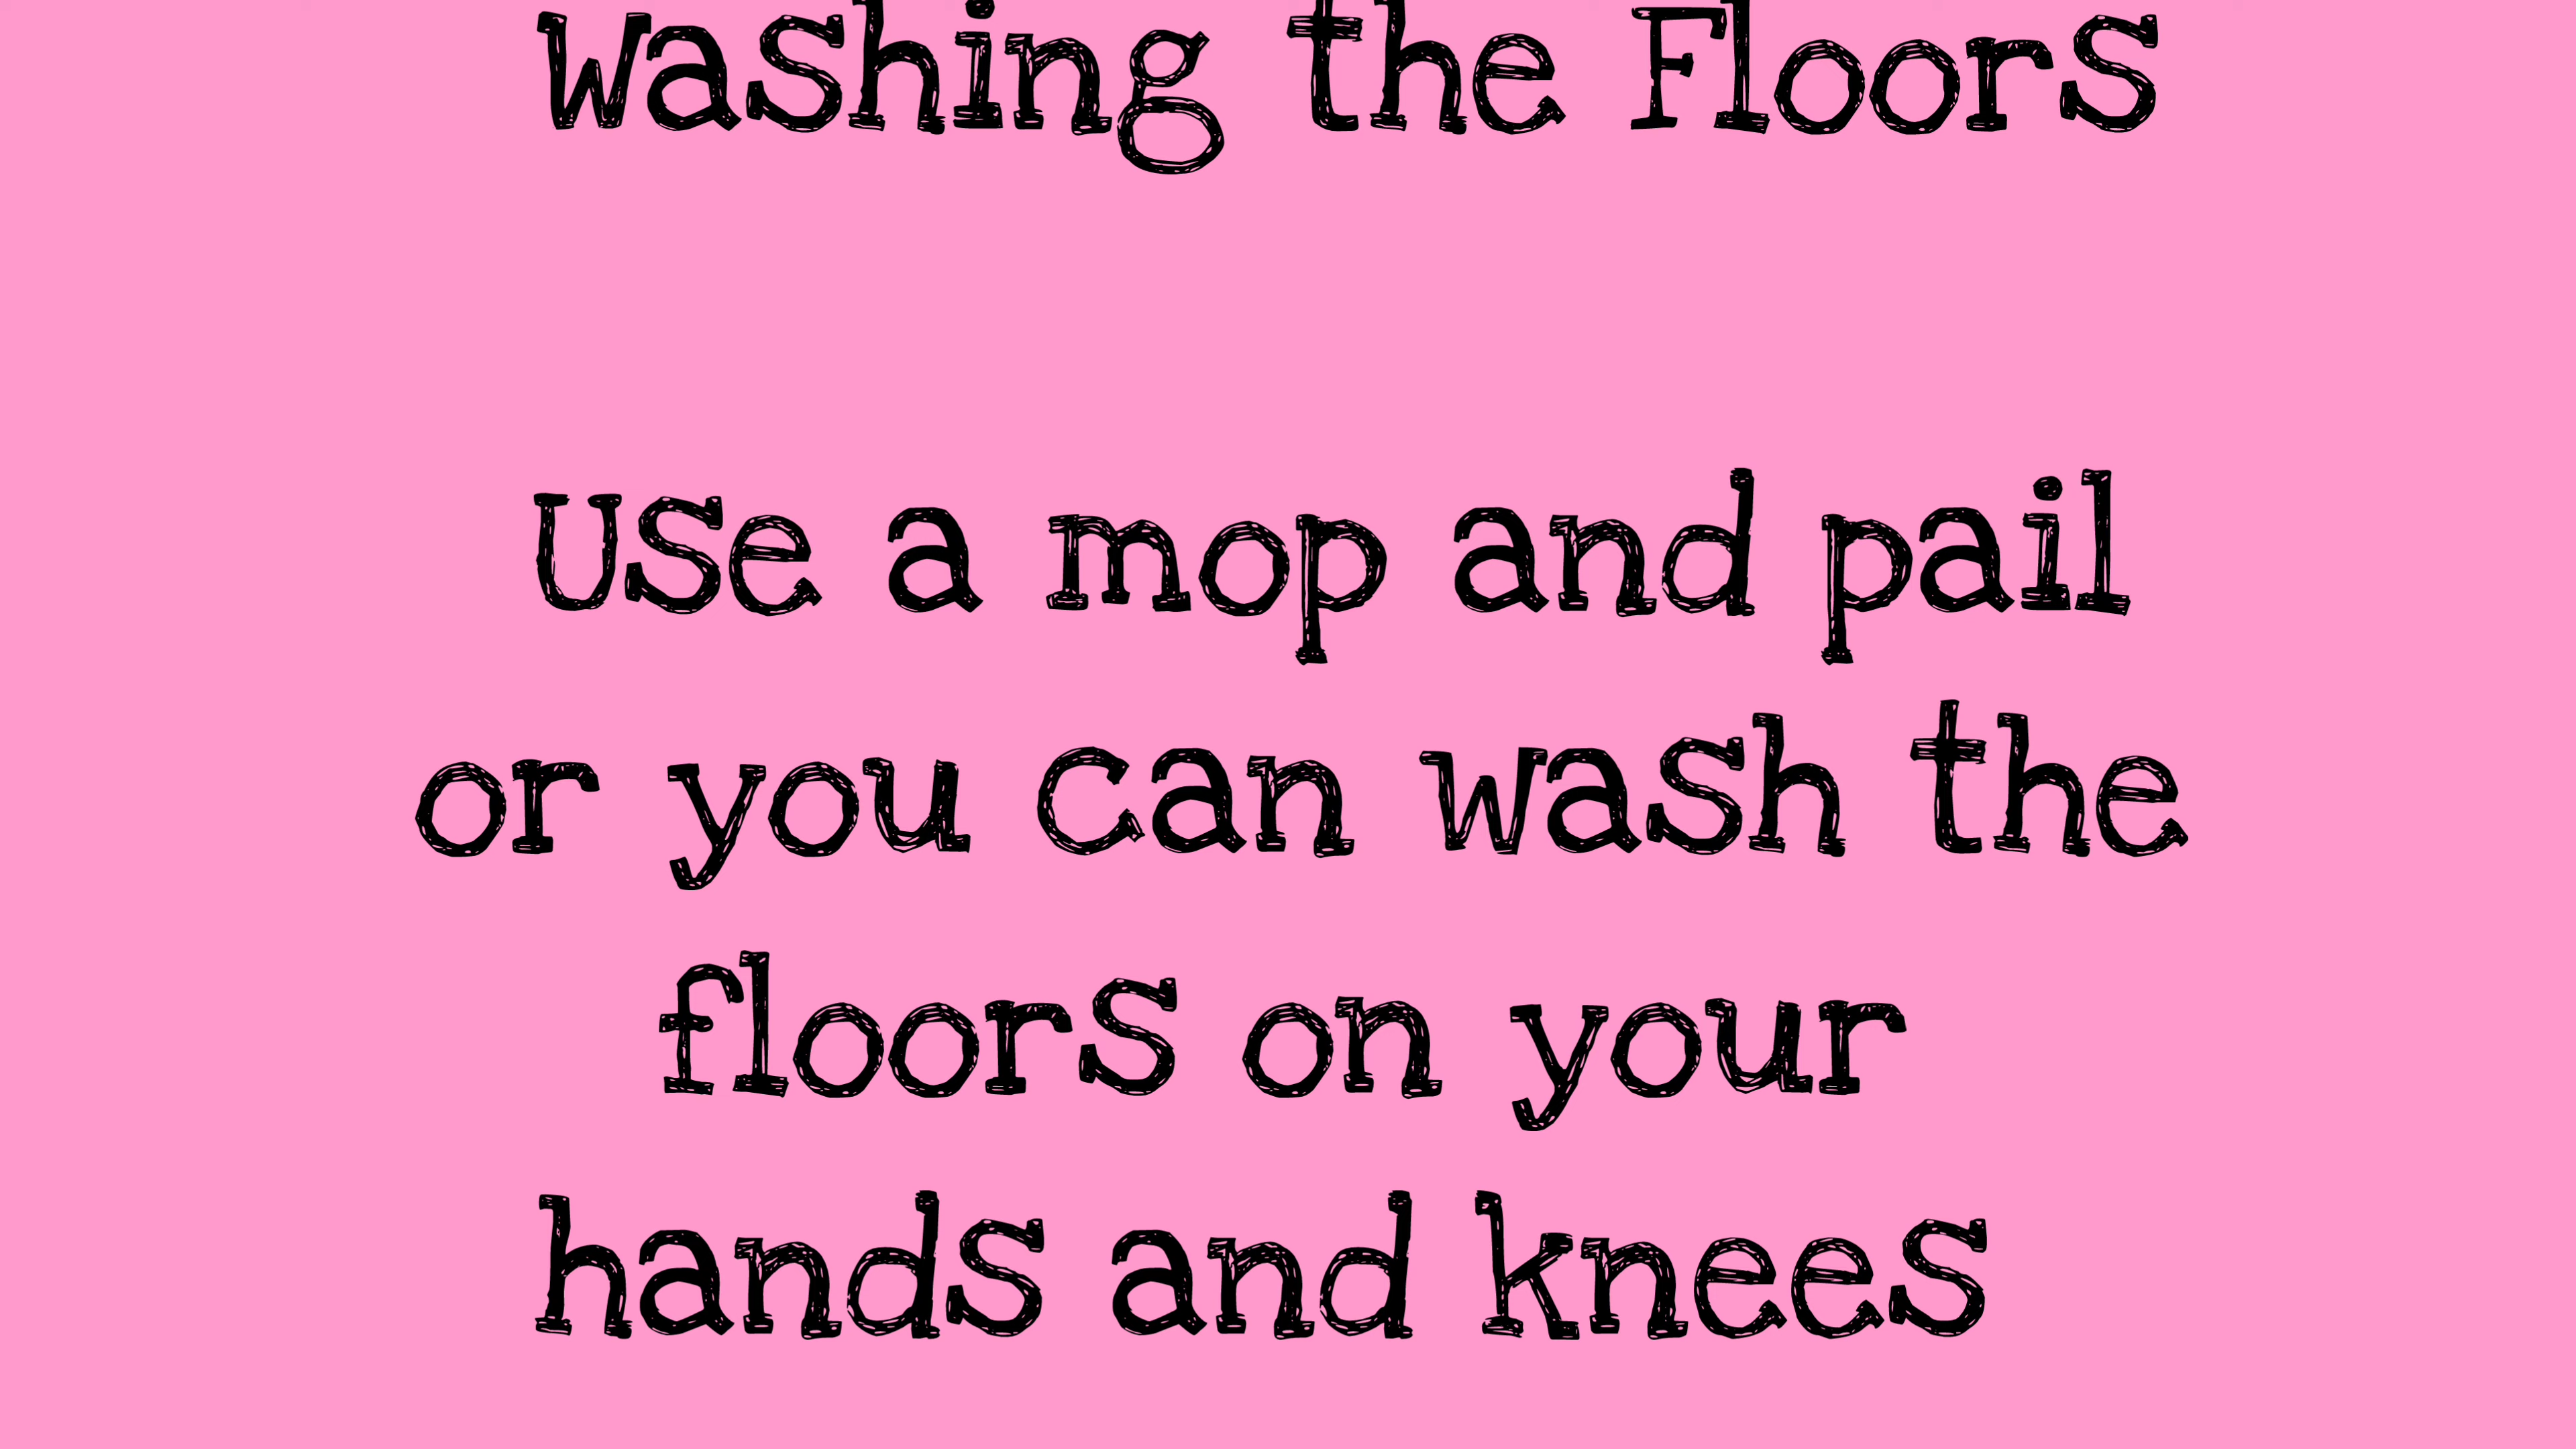 Washing the Floors
Use a mop and pail
or you can wash the
floors on your
hands and knees